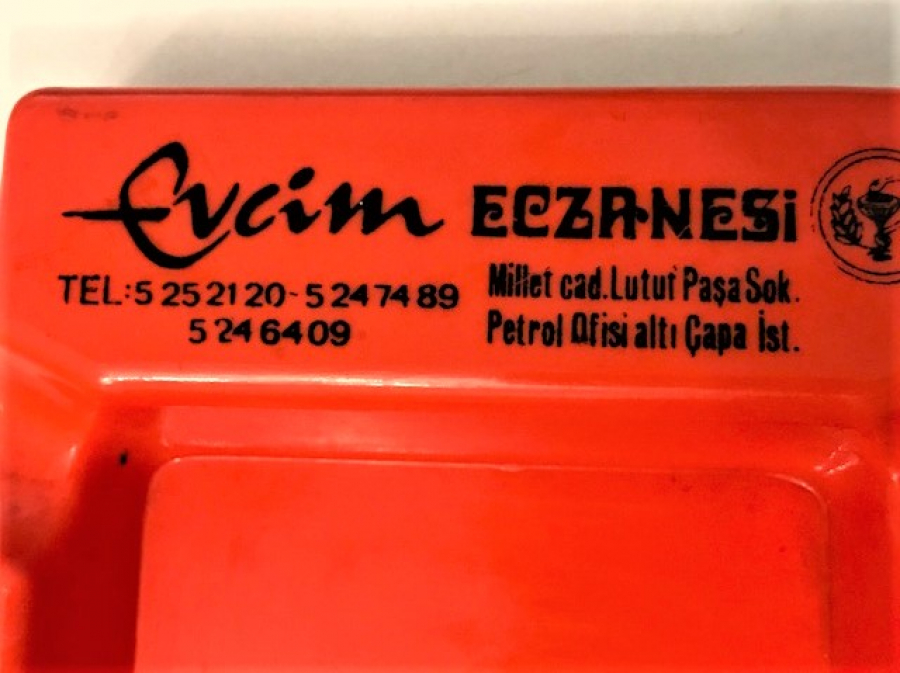 Evcim ECZANESİ
TEL:5 25 21 20-5 24 74 89
5 24 64 09
Millet cad.Lutuf Paşa Sok.
Petrol Ofisi altı Çapa İst.